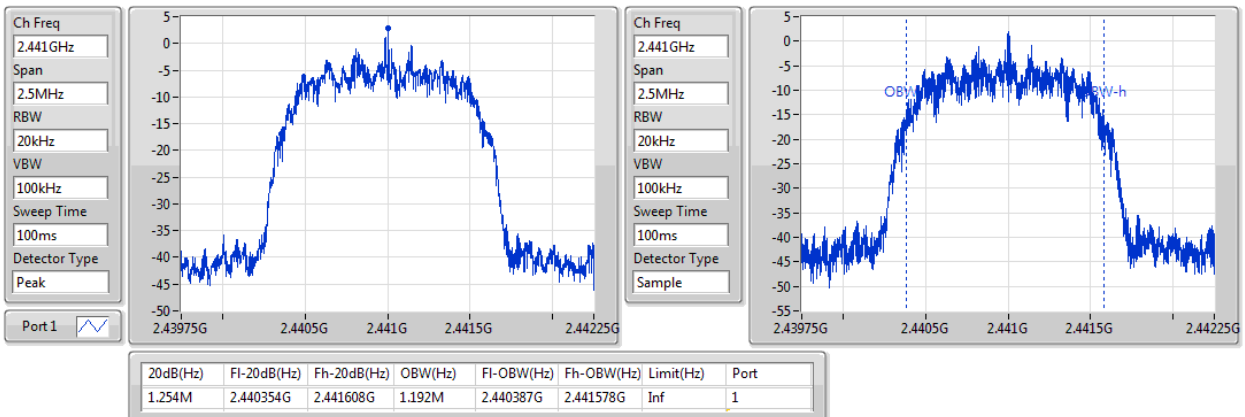 Ch Freq
2.441GHz
Span
2.5MHz
RBW
20kHz
VBW
100kHz
Sweep Time
100ms
Detector Type
Peak
Port 1
5
0
-5
-10
-15
-20
-25
-30
-35
-40
-45
-50
2.43975G 2.4405G 2.441G 2.4415G 2.44225G
Ch Freq
2.441GHz
Span
2.5MHz
RBW
20kHz
VBW
100kHz
Sweep Time
100ms
Detector Type
Sample
5
0
-5
-10
-15
-20
-25
-30
-35
-40
-45
-50
-55
2.43975G 2.4405G 2.441G 2.4415G 2.44225G
20dB(Hz) Fl-20dB(Hz) Fh-20dB(Hz) OBW(Hz) Fl-OBW(Hz) Fh-OBW(Hz) Limit(Hz) Port
1.254M 2.440354G 2.441608G 1.192M 2.440387G 2.441578G Inf 1